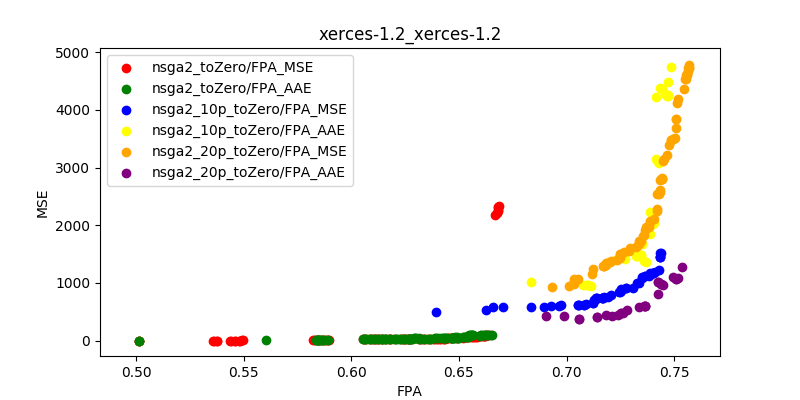 xerces-1.2_xerces-1.2
nsga2_toZero/FPA_MSE
nsga2_toZero/FPA_AAE
nsga2_10p_toZero/FPA_MSE
nsga2_10p_toZero/FPA_AAE
nsga2_20p_toZero/FPA_MSE
nsga2_20p_toZero/FPA_AAE
MSE
5000
4000
3000
2000
1000
0
0.50 0.55 0.60 0.65 0.70 0.75
FPA